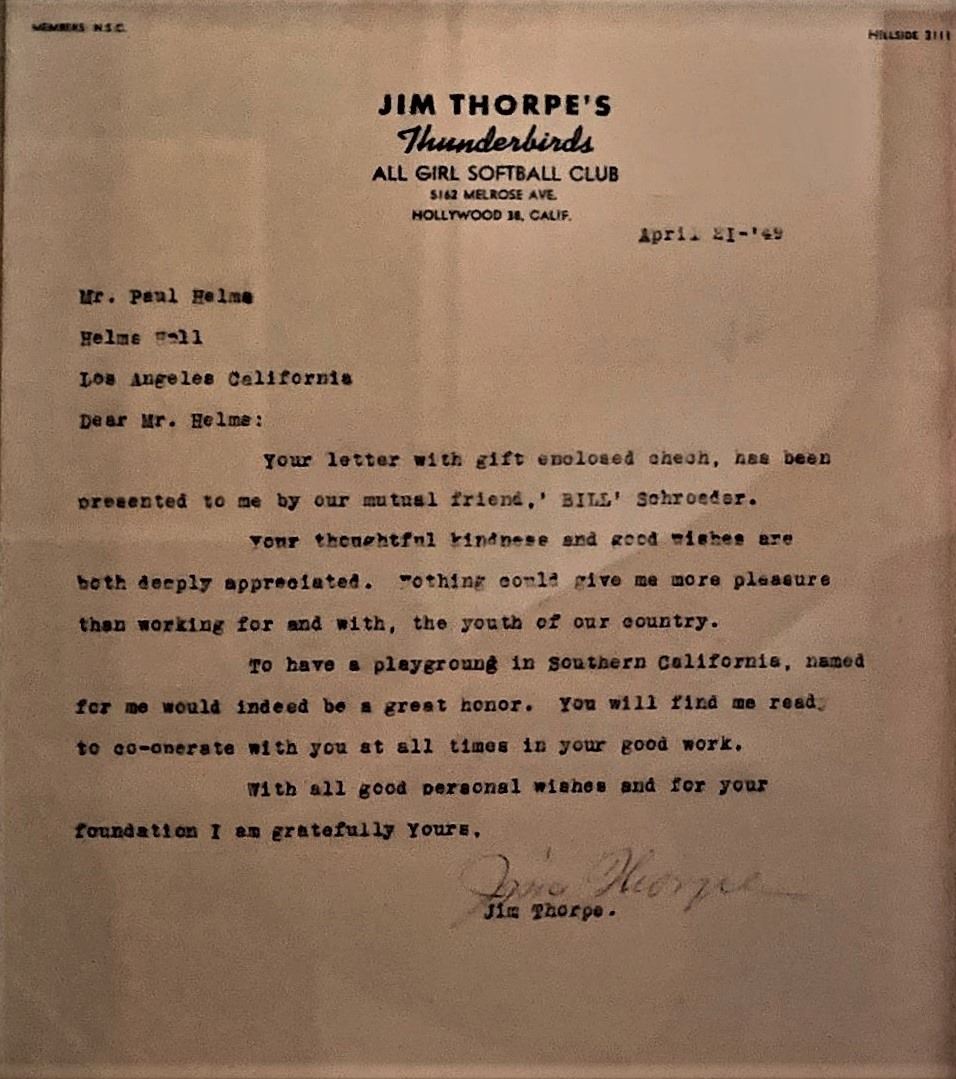 MEMBERS N.S.C.
HILLSIDE 3111
JIM THORPE'S
Thunderbirds
ALL GIRL SOFTBALL CLUB
5162 MELROSE AVE.
HOLLYWOOD 38, CALIF.
April 2I-'49
Mr. Paul Helms
Helms Hall
Los Angeles California
Dear Mr. Helms:
Your letter with gift enclosed chech, has been
presented to me by our mutual friend,' BILL' Schroeder.
Your thoughtful kindness and good wishes are
both deeply appreciated. Nothing could give me more pleasure
than working for and with, the youth of our country.
To have a playground in Southern California, named
for me would indeed be a great honor. You will find me ready
to co-operate with you at all times in your good work.
With all good personal wishes and for your
foundation I am gratefully Yours,
Jim Thorpe
Jim Thorpe.